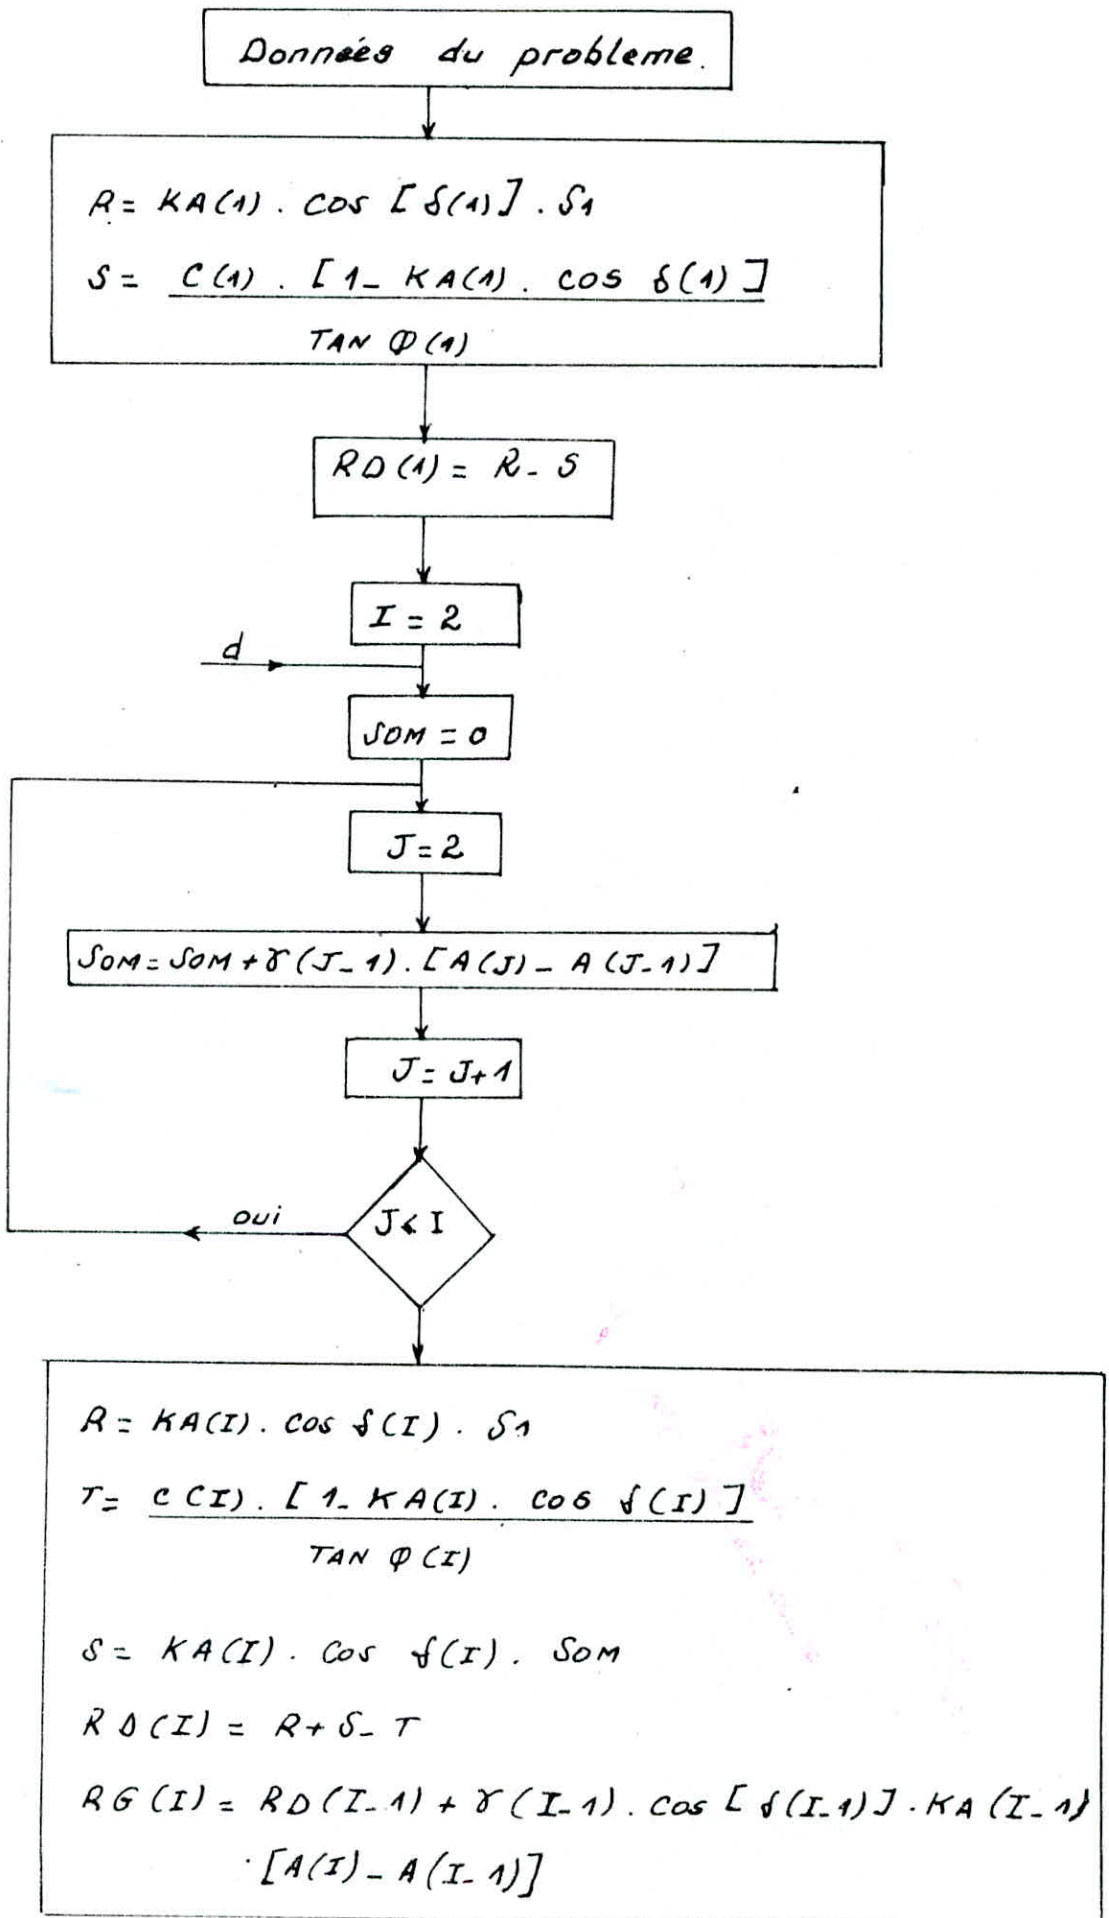 Données du probleme.
R = KA(1) . cos [δ(1)] . S1
S = C(1) . [1- KA(1) . cos δ(1)]
TAN Φ(1)
RD(1) = R - S
I = 2
d
SOM = 0
J = 2
SOM = SOM + γ(J-1) . [A(J) - A(J-1)]
J = J+1
oui
J < I
R = KA(I) . cos δ(I) . S1
T = C(I) . [1- KA(I) . cos δ(I)]
TAN φ(I)
S = KA(I) . cos δ(I) . SOM
RD(I) = R + S - T
RG(I) = RD(I-1) + γ(I-1) . cos [δ(I-1)] . KA(I-1)
. [A(I) - A(I-1)]